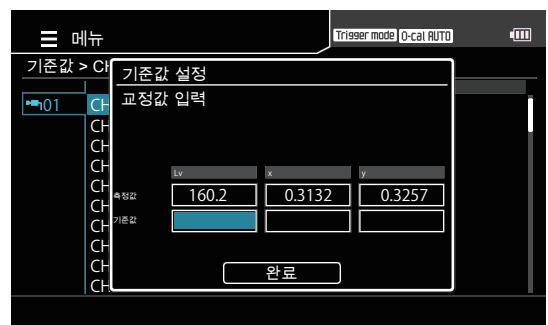 메뉴
Trigger mode O-cal AUTO
기준값 > CH
기준값 설정
01
교정값 입력
CH
CH
CH
CH
CH
CH
CH
CH
CH
CH
Lv x y
측정값 160.2 0.3132 0.3257
기준값
완료